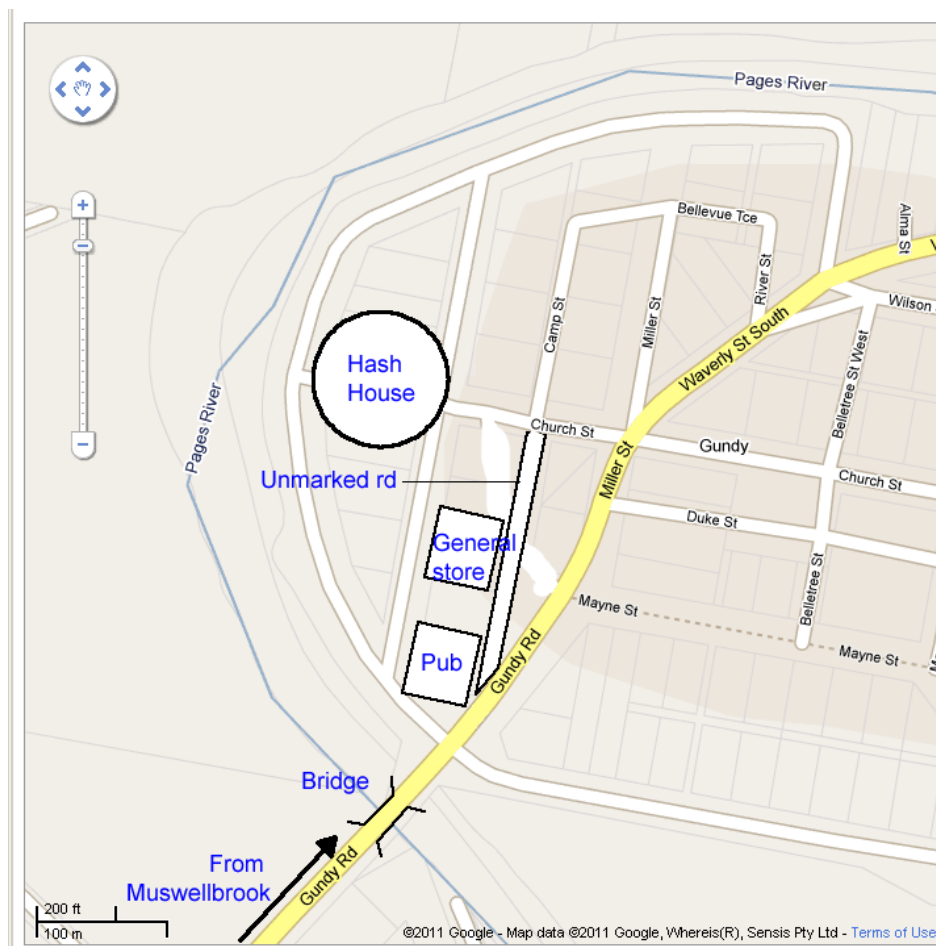 Pages River
Bellevue Tce
Alma St
River St
Camp St
Miller St
Wilson
Waverly St South
Belletree St West
Hash
House
Pages River
Church St
Gundy
Church St
Unmarked rd
Miller St
Duke St
General
store
Belletree St
Mayne St
Mayne St
Pub
Gundy Rd
Bridge
From
Muswellbrook
Gundy Rd
200 ft
100 m
©2011 Google - Map data ©2011 Google, Whereis(R), Sensis Pty Ltd - Terms of Use